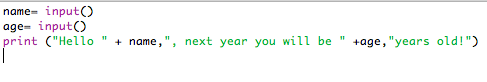 name= input()
age= input()
print ("Hello " + name,", next year you will be " +age,"years old!")